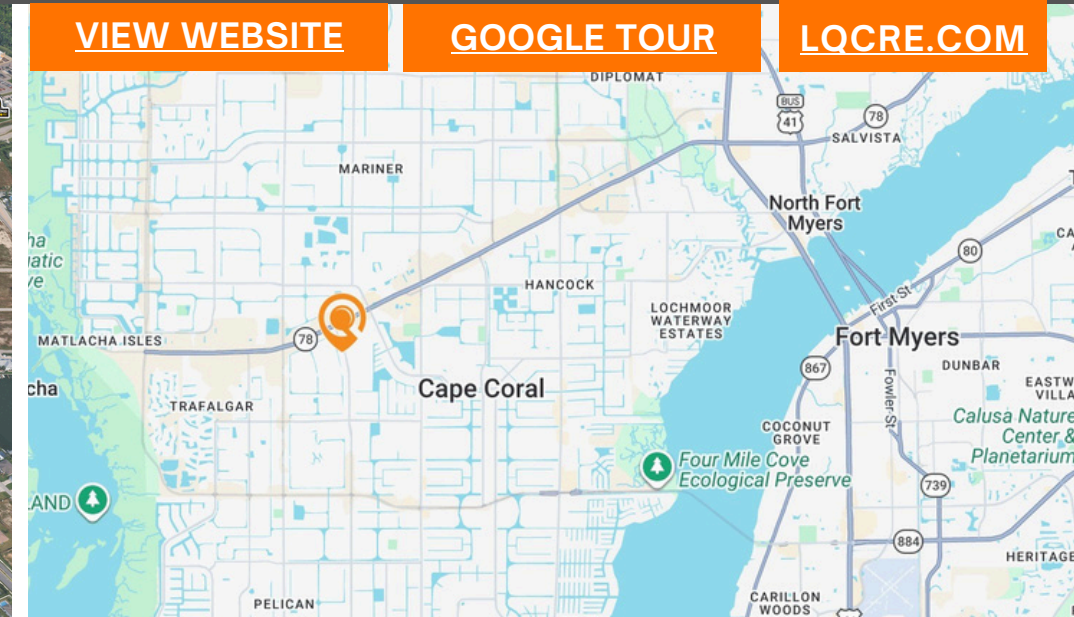 VIEW WEBSITE
GOOGLE TOUR
LQCRE.COM
DIPLOMAT
BUS
41
78
SALVISTA
MARINER
North Fort
Myers
80
HANCOCK
First St
LOCHMOOR
WATERWAY
ESTATES
78
MATLACHA ISLES
Fort Myers
867
DUNBAR
Cape Coral
Fowler St
TRAFALGAR
COCONUT
GROVE
Calusa Nature
Center &
Planetarium
Four Mile Cove
Ecological Preserve
739
884
HERITAGE
CARILLON
WOODS
PELICAN